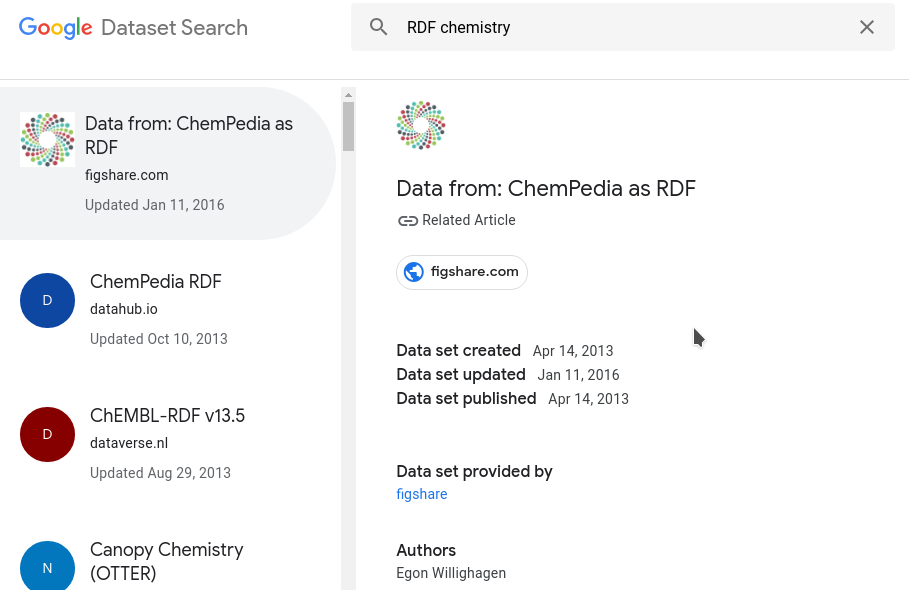 Google Dataset Search
RDF chemistry
Data from: ChemPedia as
RDF
figshare.com
Updated Jan 11, 2016
D
ChemPedia RDF
datahub.io
Updated Oct 10, 2013
D
ChEMBL-RDF v13.5
dataverse.nl
Updated Aug 29, 2013
N
Canopy Chemistry
(OTTER)
Data from: ChemPedia as RDF
Related Article
figshare.com
Data set created Apr 14, 2013
Data set updated Jan 11, 2016
Data set published Apr 14, 2013
Data set provided by
figshare
Authors
Egon Willighagen